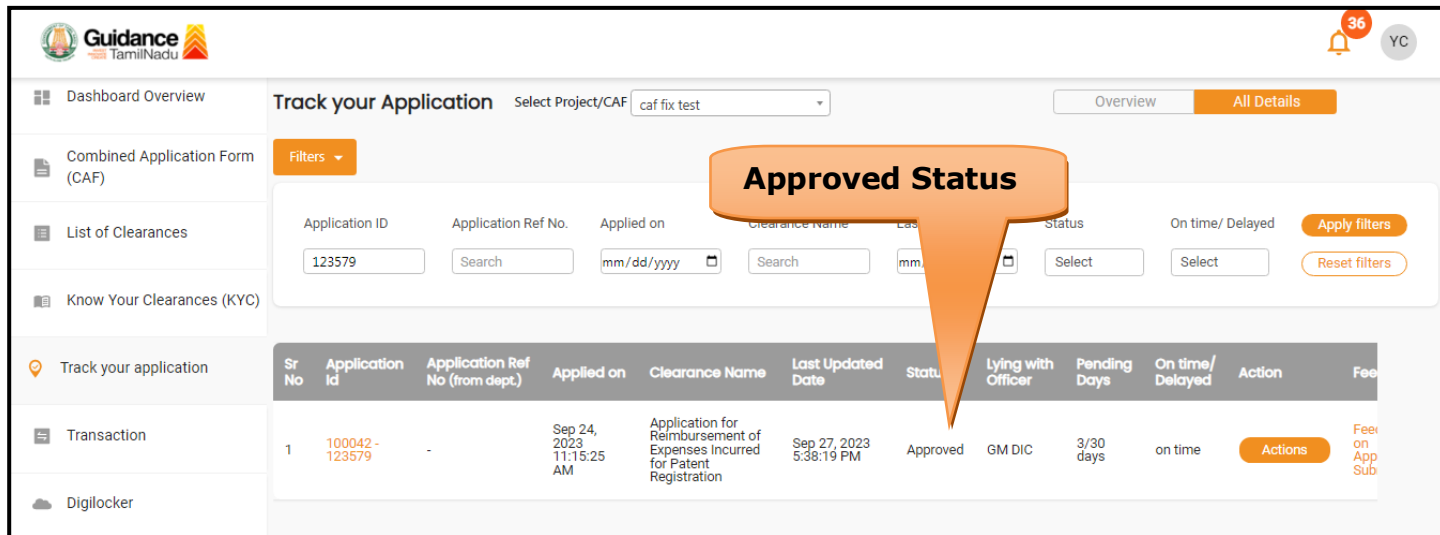 Guidance
TamilNadu
36
YC
Dashboard Overview
Combined Application Form
(CAF)
List of Clearances
Know Your Clearances (KYC)
Track your application
Transaction
Digilocker
Track your Application Select Project/CAF caf fix test Overview All Details
Filters
Approved Status
Application ID Application Ref No. Applied on Clearance Name Status On time/ Delayed Apply filters
123579 Search mm/dd/yyyy Search Select Select Reset filters
Sr No Application Id Application Ref No (from dept.) Applied on Clearance Name Last Updated Date Lying with Officer Pending Days On time/ Delayed Action
1 100042 - 123579 - Sep 24, 2023 11:15:25 AM Application for Reimbursement of Expenses Incurred for Patent Registration Sep 27, 2023 5:38:19 PM Approved GM DIC 3/30 days on time Actions
on